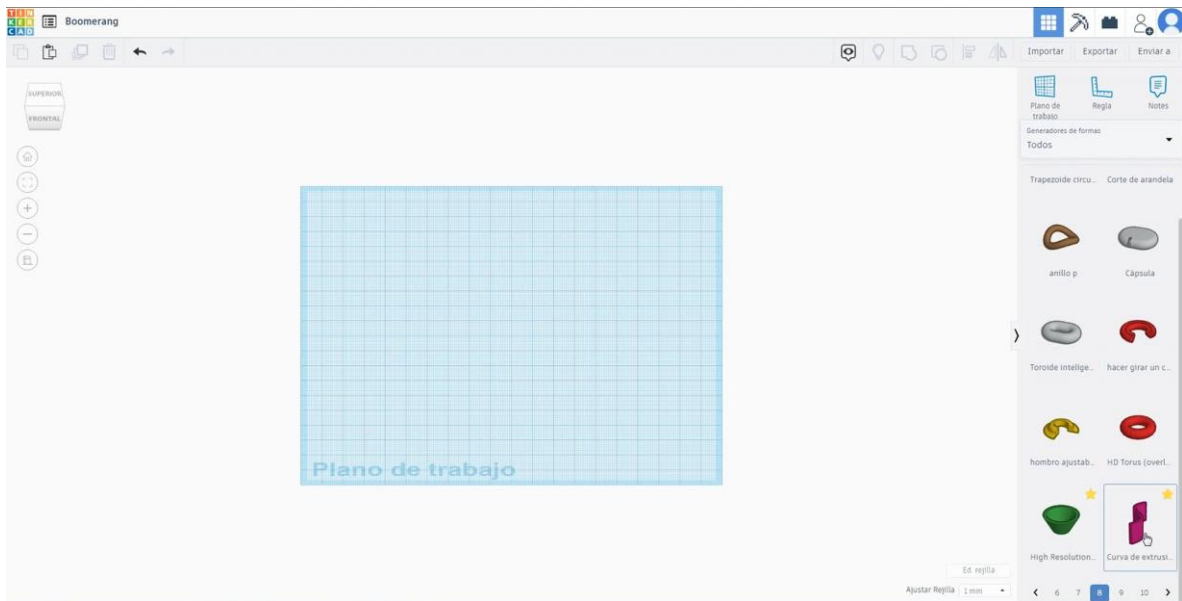 TIN
KER
CAD
Boomerang
Importar
Exportar
Enviar a
SUPERIOR
FRONTAL
Plano de trabajo
Regla
Notes
Generadores de formas
Todos
Trapezoide circu...
Corte de arandela
anillo p
Cápsula
Toroide intelige...
hacer girar un c...
hombro ajustab...
HD Torus (overl...
High Resolution...
Curva de extrusi...
Plano de trabajo
Ed. rejilla
Ajustar Rejilla
1 mm
6 7 8 9 10